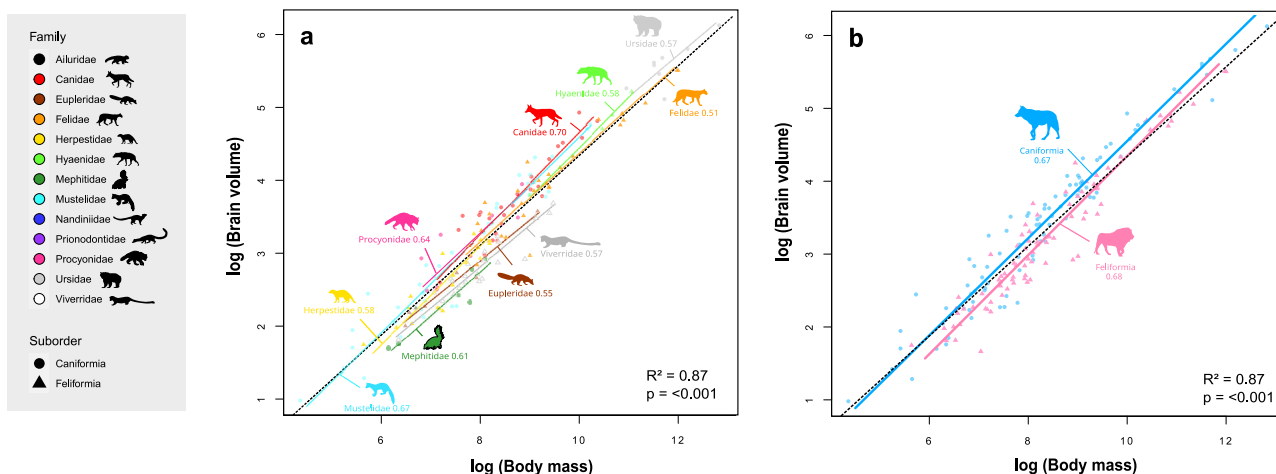 Family
Ailuridae
Canidae
Eupleridae
Felidae
Herpestidae
Hyaenidae
Mephitidae
Mustelidae
Nandiniidae
Prionodontidae
Procyonidae
Ursidae
Viverridae
Suborder
Caniformia
Feliformia
a
log (Brain volume)
6
5
4
3
2
1
Ursidae 0.57
Hyaenidae 0.58
Felidae 0.51
Canidae 0.70
Procyonidae 0.64
Viverridae 0.57
Eupleridae 0.55
Herpestidae 0.58
Mephitidae 0.61
Mustelidae 0.67
R² = 0.87
p = <0.001
6
8
10
12
log (Body mass)
b
log (Brain volume)
6
5
4
3
2
1
Caniformia
0.67
Feliformia
0.68
R² = 0.87
p = <0.001
6
8
10
12
log (Body mass)